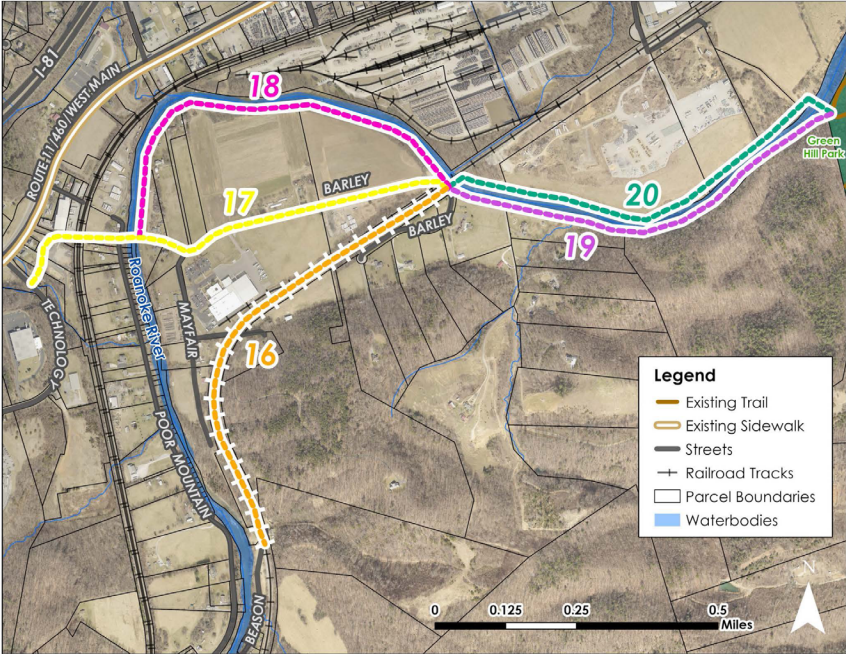 I-81
ROUTE-11/460/WEST MAIN
18
17
BARLEY
BARLEY
20
19
Green
Hill Park
Roanoke River
MAYFAIR
TECHNOLOGY
16
POOR MOUNTAIN
BEASON
Legend
Existing Trail
Existing Sidewalk
Streets
Railroad Tracks
Parcel Boundaries
Waterbodies
N
0 0.125 0.25 0.5
Miles